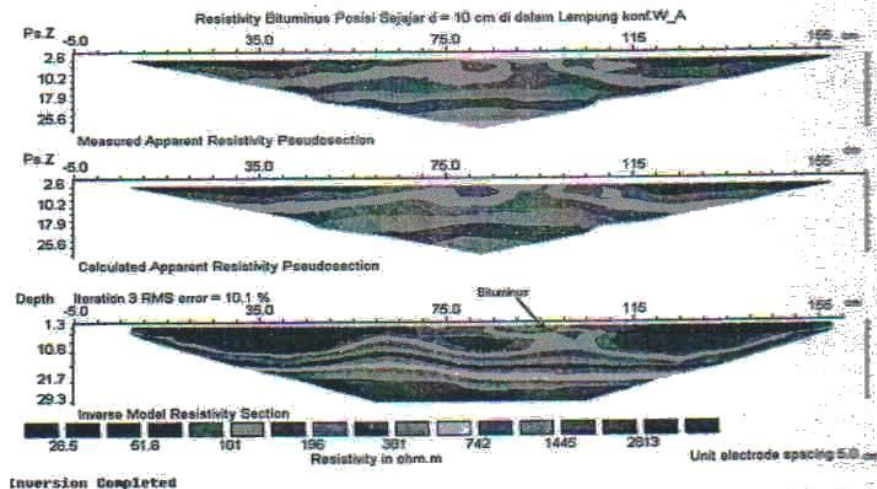 Resistivity Bituminus Posisi Sejajar d = 10 cm di dalam Lempung konf.W_A
Ps.Z
-5.0 35.0 75.0 115 155 cm
2.6
10.2
17.9
25.6
Measured Apparent Resistivity Pseudosection
Ps.Z
-5.0 35.0 75.0 115 155 cm
2.6
10.2
17.9
25.6
Calculated Apparent Resistivity Pseudosection
Depth Iteration 3 RMS error = 10.1 %
Bituminus
-5.0 35.0 75.0 115 155 cm
1.3
10.8
21.7
29.3
Inverse Model Resistivity Section
26.5 51.6 101 196 381 742 1445 2813
Resistivity in ohm.m
Unit electrode spacing 5.0 cm
Inversion Completed